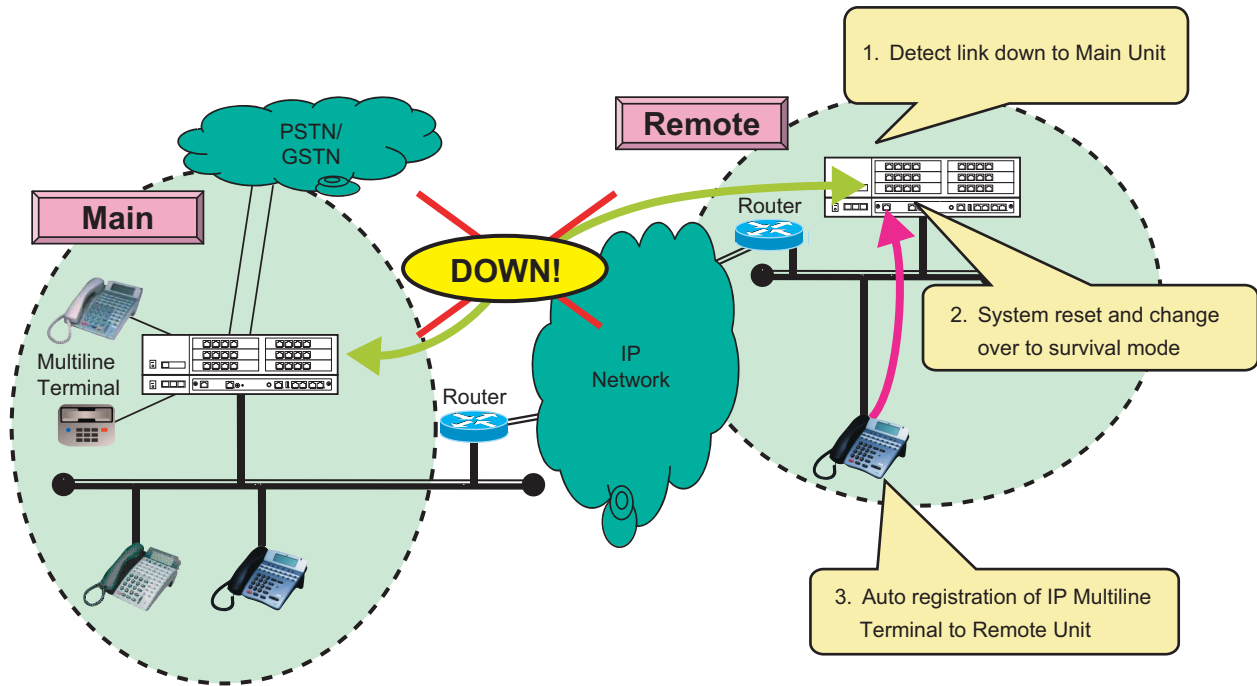 1. Detect link down to Main Unit
PSTN/
GSTN
Remote
Main
Router
DOWN!
2. System reset and change
over to survival mode
Multiline
Terminal
IP
Network
Router
3. Auto registration of IP Multiline
Terminal to Remote Unit